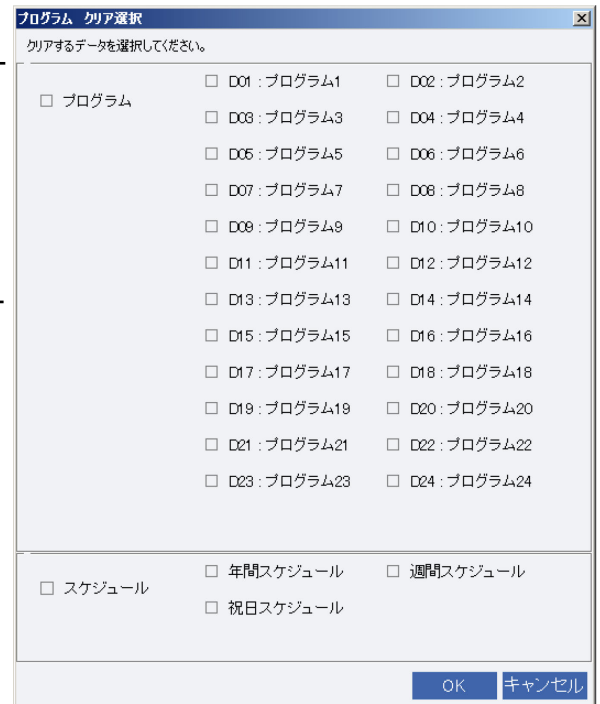 プログラム クリア選択
クリアするデータを選択してください。
プログラム
D01 : プログラム1 D02 : プログラム2
D03 : プログラム3 D04 : プログラム4
D05 : プログラム5 D06 : プログラム6
D07 : プログラム7 D08 : プログラム8
D09 : プログラム9 D10 : プログラム10
D11 : プログラム11 D12 : プログラム12
D13 : プログラム13 D14 : プログラム14
D15 : プログラム15 D16 : プログラム16
D17 : プログラム17 D18 : プログラム18
D19 : プログラム19 D20 : プログラム20
D21 : プログラム21 D22 : プログラム22
D23 : プログラム23 D24 : プログラム24
スケジュール
年間スケジュール 週間スケジュール
祝日スケジュール
OK キャンセル